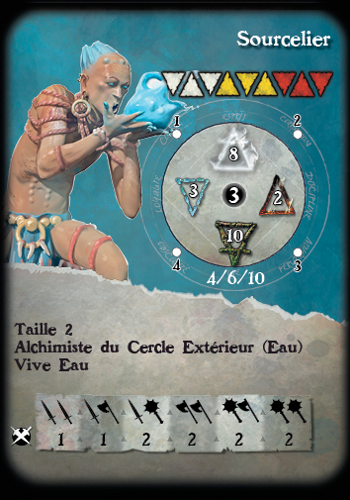 Sourcelier
1 2
8
3 3 2
10
4 3
4/6/10
Taille 2
Alchimiste du Cercle Extérieur (Eau)
Vive Eau
1 1 2 2 2 2